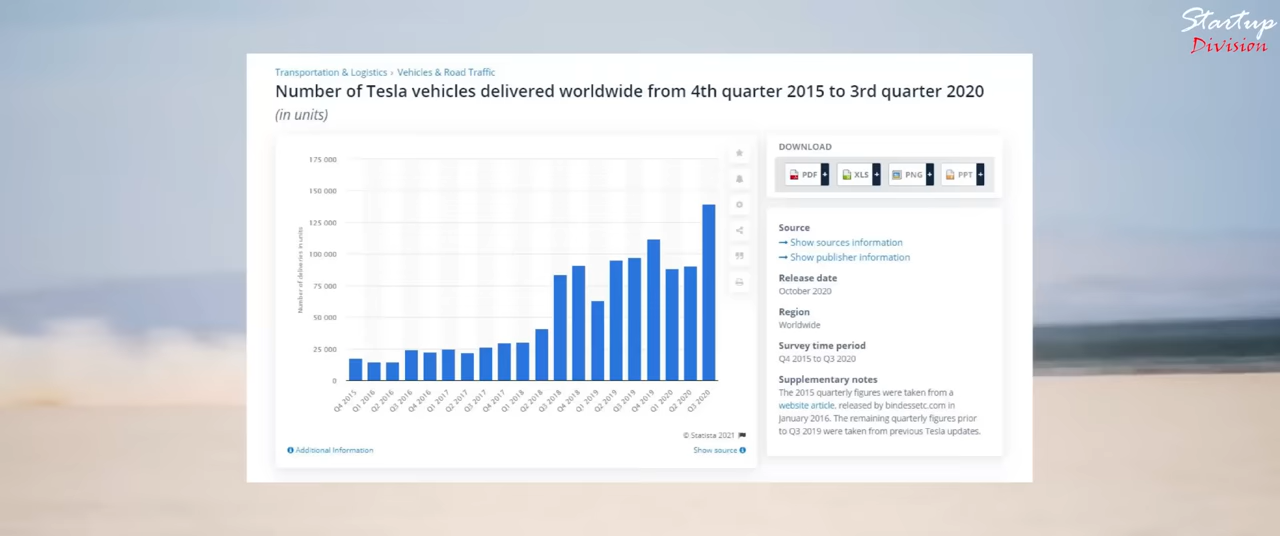 Startup
Division
Transportation & Logistics › Vehicles & Road Traffic
Number of Tesla vehicles delivered worldwide from 4th quarter 2015 to 3rd quarter 2020
(in units)
175 000
150 000
125 000
100 000
75 000
50 000
25 000
0
Number of deliveries in units
Q4 2015
Q1 2016
Q2 2016
Q3 2016
Q4 2016
Q1 2017
Q2 2017
Q3 2017
Q4 2017
Q1 2018
Q2 2018
Q3 2018
Q4 2018
Q1 2019
Q2 2019
Q3 2019
Q4 2019
Q1 2020
Q2 2020
Q3 2020
© Statista 2021
Additional Information
Show source
DOWNLOAD
PDF +
XLS +
PNG +
PPT +
Source
→ Show sources information
→ Show publisher information
Release date
October 2020
Region
Worldwide
Survey time period
Q4 2015 to Q3 2020
Supplementary notes
The 2015 quarterly figures were taken from a
website article, released by bindessetc.com in
January 2016. The remaining quarterly figures prior
to Q3 2019 were taken from previous Tesla updates.